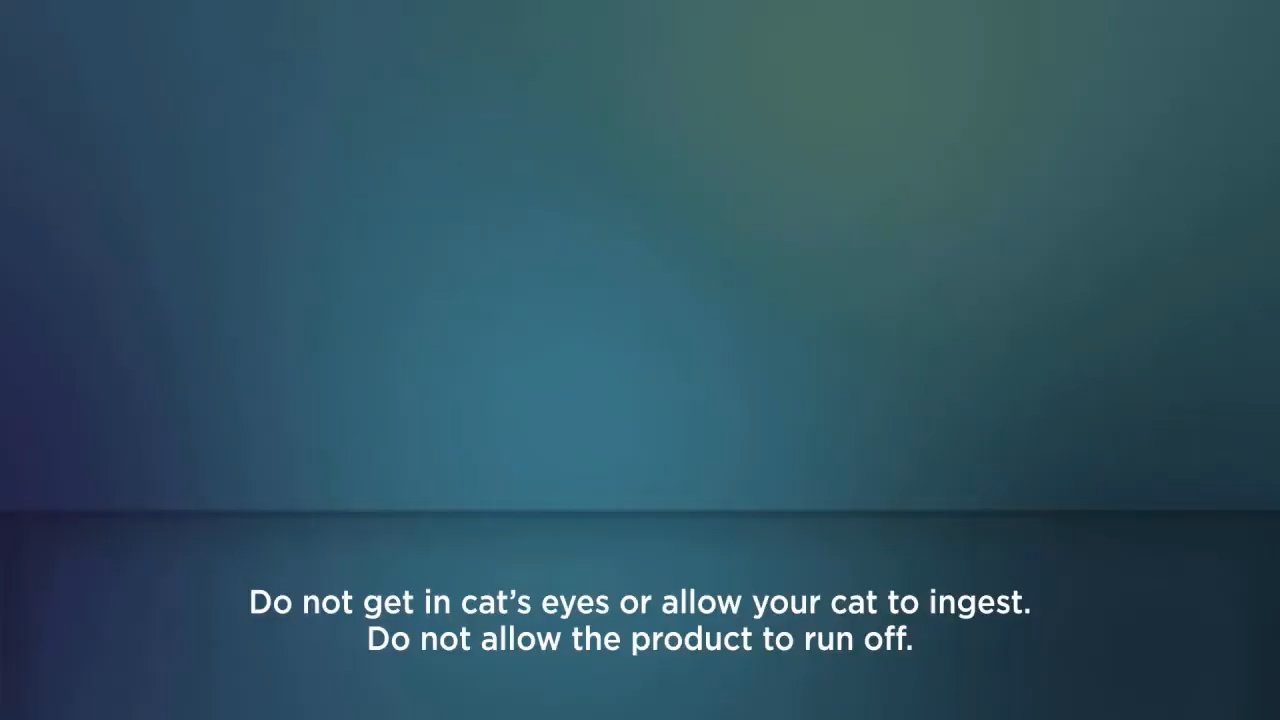 Do not get in cat’s eyes or allow your cat to ingest.
Do not allow the product to run off.